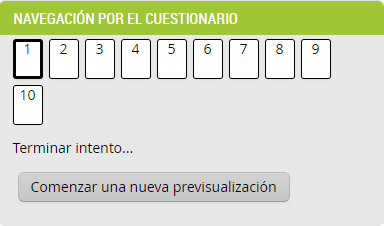 NAVEGACIÓN POR EL CUESTIONARIO
1 2 3 4 5 6 7 8 9
10
Terminar intento...
Comenzar una nueva previsualización